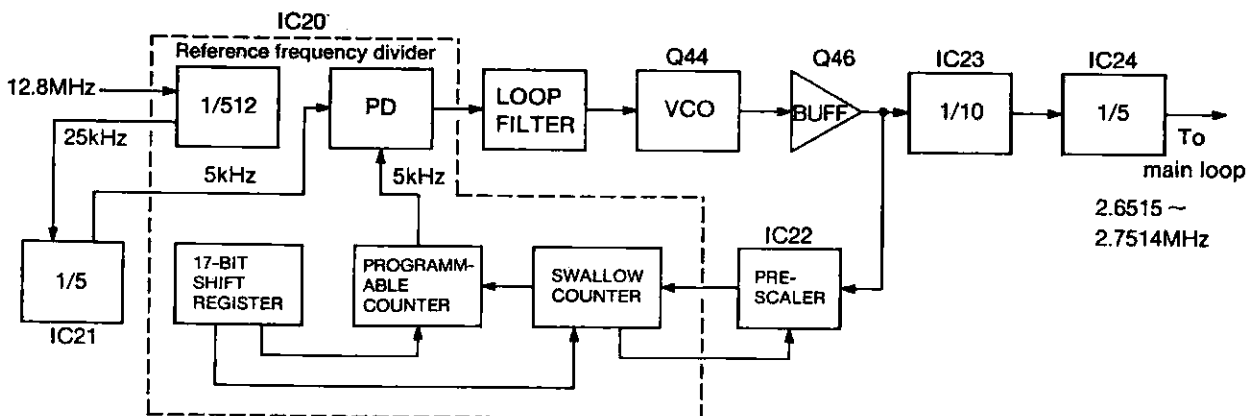 IC20
Reference frequency divider
12.8MHz
1/512
25kHz
5kHz
PD
LOOP
FILTER
Q44
VCO
Q46
BUFF
IC23
1/10
IC24
1/5
To
main loop
2.6515 ~
2.7514MHz
5kHz
1/5
IC21
17-BIT
SHIFT
REGISTER
PROGRAMM-
ABLE
COUNTER
SWALLOW
COUNTER
IC22
PRE-
SCALER